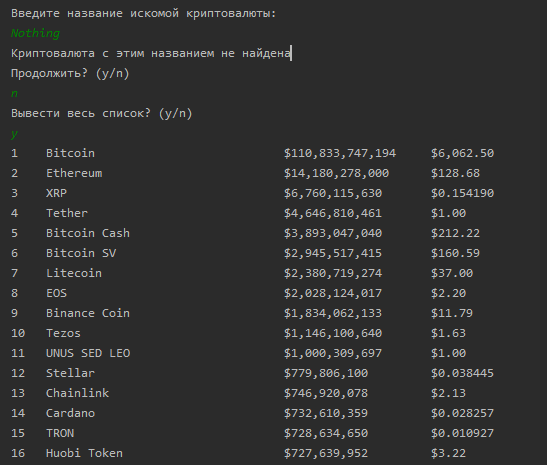 Введите название искомой криптовалюты:
Nothing
Криптовалюта с этим названием не найдена
Продолжить? (y/n)
n
Вывести весь список? (y/n)
y
1 Bitcoin $110,833,747,194 $6,062.50
2 Ethereum $14,180,278,000 $128.68
3 XRP $6,760,115,630 $0.154190
4 Tether $4,646,810,461 $1.00
5 Bitcoin Cash $3,893,047,040 $212.22
6 Bitcoin SV $2,945,517,415 $160.59
7 Litecoin $2,380,719,274 $37.00
8 EOS $2,028,124,017 $2.20
9 Binance Coin $1,834,062,133 $11.79
10 Tezos $1,146,100,640 $1.63
11 UNUS SED LEO $1,000,309,697 $1.00
12 Stellar $779,806,100 $0.038445
13 Chainlink $746,920,078 $2.13
14 Cardano $732,610,359 $0.028257
15 TRON $728,634,650 $0.010927
16 Huobi Token $727,639,952 $3.22